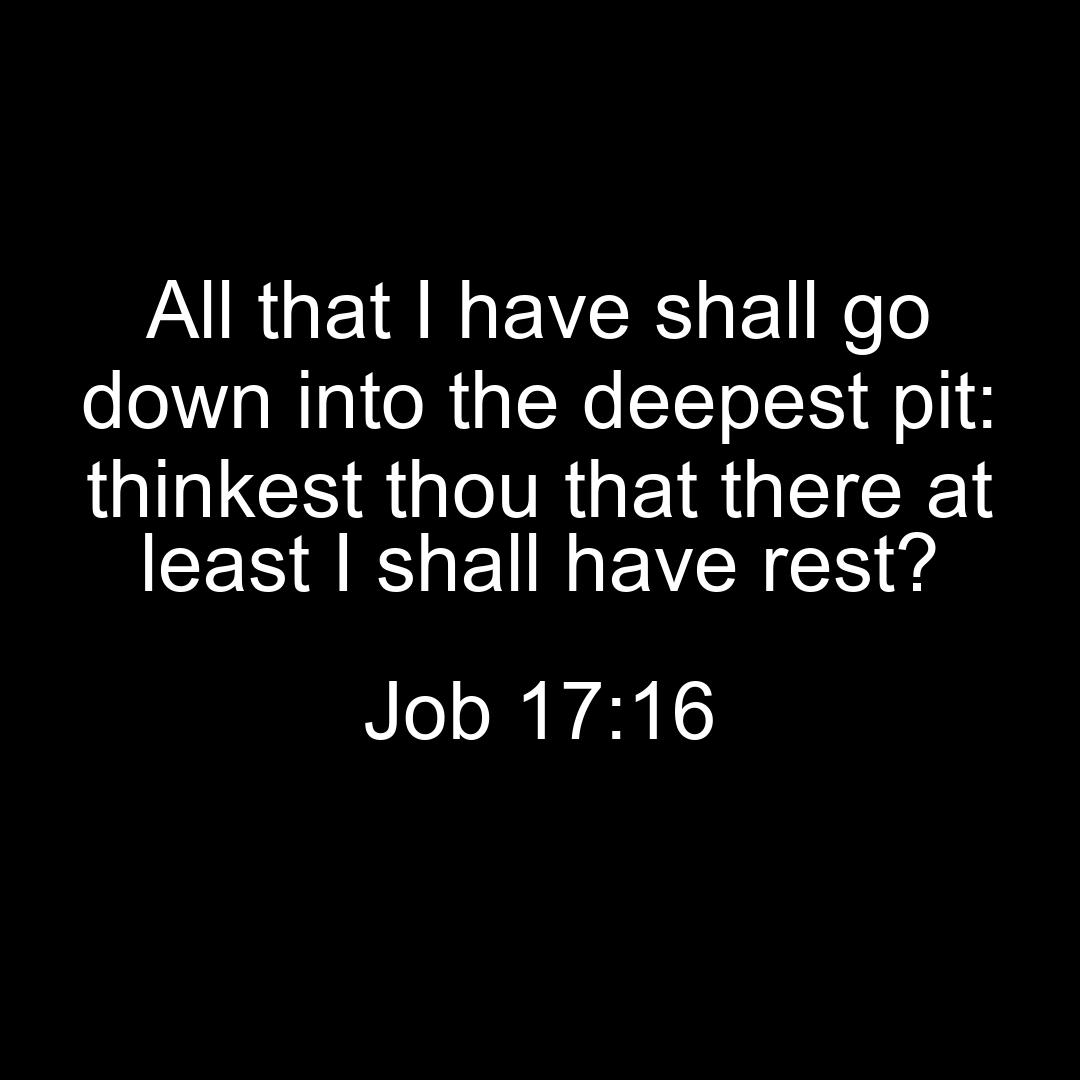 All that I have shall go
down into the deepest pit:
thinkest thou that there at
least I shall have rest?
Job 17:16